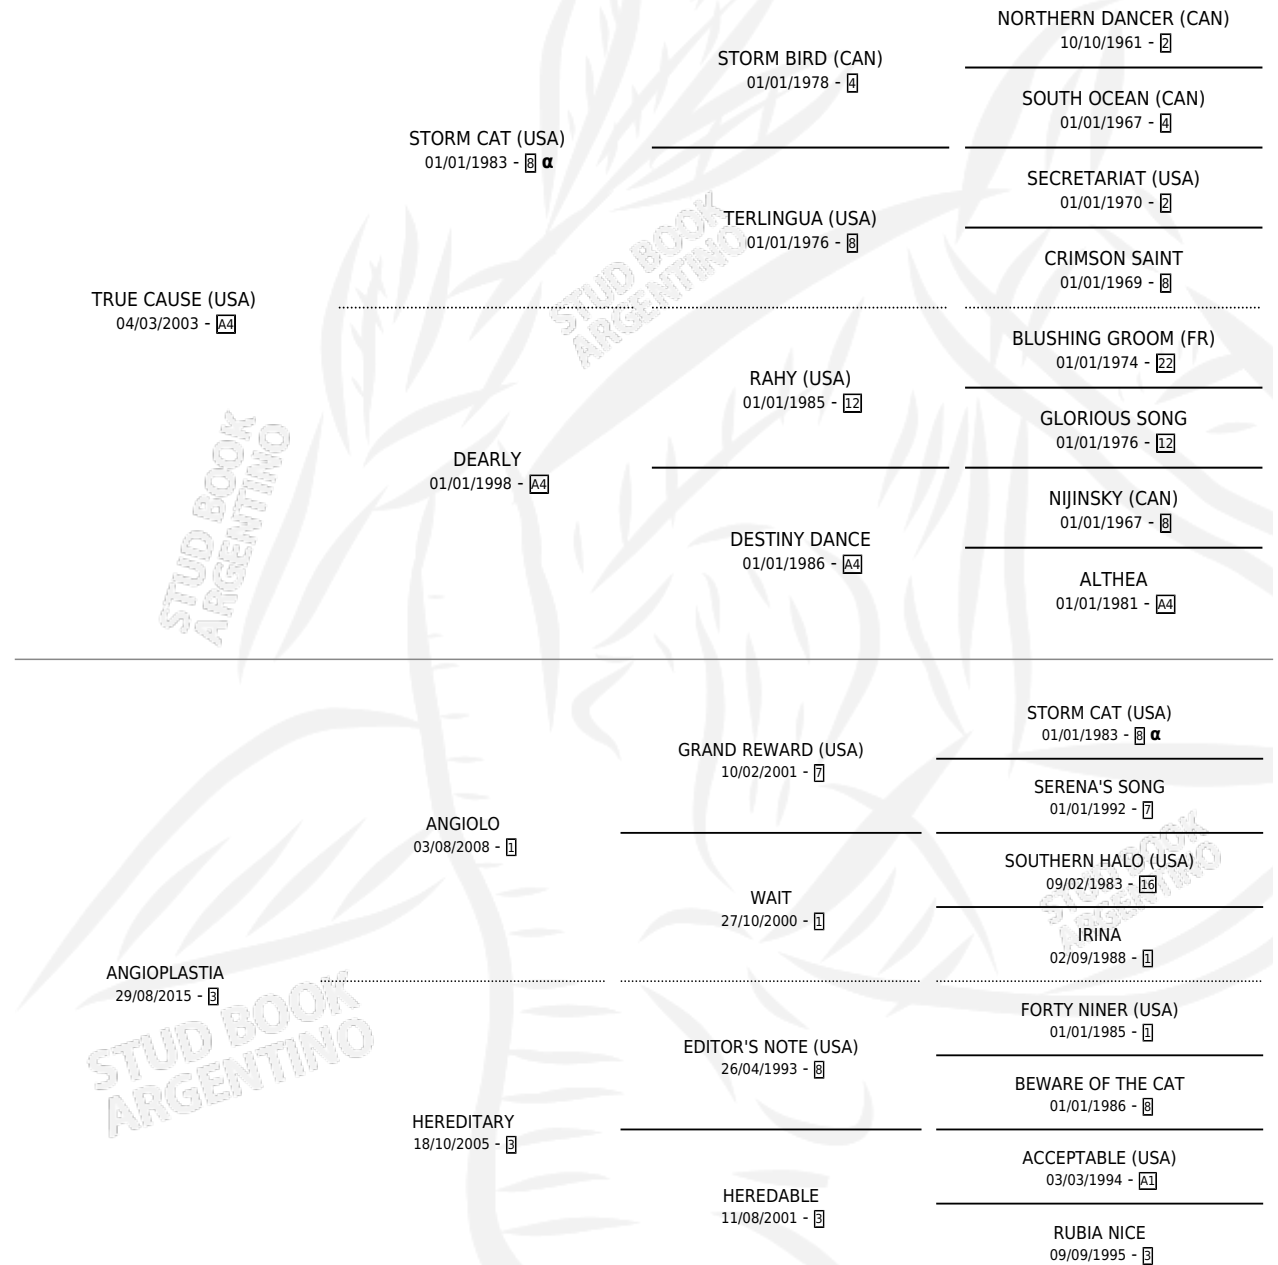 NORTHERN DANCER (CAN)
10/10/1961 - 2
STORM BIRD (CAN)
01/01/1978 - 4
SOUTH OCEAN (CAN)
01/01/1967 - 4
STORM CAT (USA)
01/01/1983 - 8 α
SECRETARIAT (USA)
01/01/1970 - 2
TERLINGUA (USA)
01/01/1976 - 8
CRIMSON SAINT
01/01/1969 - 8
TRUE CAUSE (USA)
04/03/2003 - A4
BLUSHING GROOM (FR)
01/01/1974 - 22
RAHY (USA)
01/01/1985 - 12
GLORIOUS SONG
01/01/1976 - 12
DEARLY
01/01/1998 - A4
NIJINSKY (CAN)
01/01/1967 - 8
DESTINY DANCE
01/01/1986 - A4
ALTHEA
01/01/1981 - A4
STORM CAT (USA)
01/01/1983 - 8 α
GRAND REWARD (USA)
10/02/2001 - 7
SERENA'S SONG
01/01/1992 - 7
ANGIOLO
03/08/2008 - 1
SOUTHERN HALO (USA)
09/02/1983 - 16
WAIT
27/10/2000 - 1
IRINA
02/09/1988 - 1
ANGIOPLASTIA
29/08/2015 - 3
FORTY NINER (USA)
01/01/1985 - 1
EDITOR'S NOTE (USA)
26/04/1993 - 8
BEWARE OF THE CAT
01/01/1986 - 8
HEREDITARY
18/10/2005 - 3
ACCEPTABLE (USA)
03/03/1994 - A1
HEREDABLE
11/08/2001 - 3
RUBIA NICE
09/09/1995 - 3
STUD BOOK
ARGENTINO
STUD BOOK
ARGENTINO
STUD BOOK
ARGENTINO
STUD BOOK
ARGENTINO